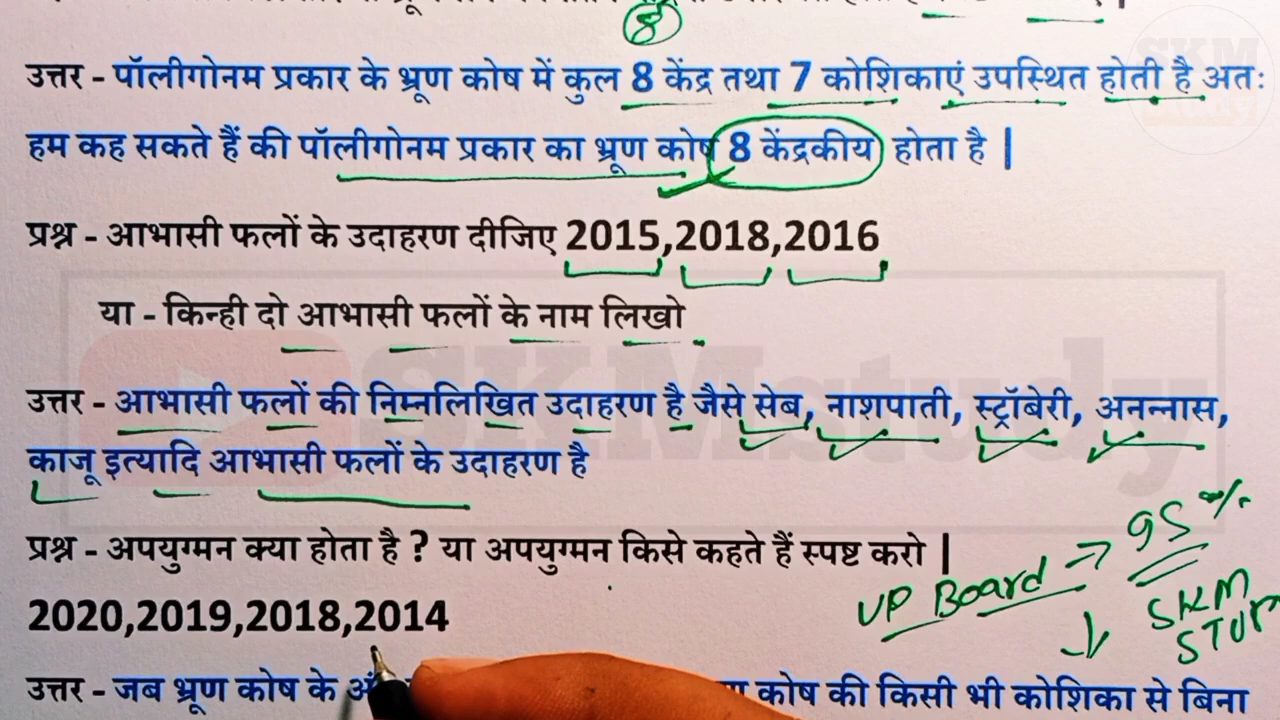 8
उत्तर - पॉलीगोनम प्रकार के भ्रूण कोष में कुल 8 केंद्र तथा 7 कोशिकाएं उपस्थित होती है अतः
हम कह सकते हैं की पॉलीगोनम प्रकार का भ्रूण कोष 8 केंद्रकीय होता है |
प्रश्न - आभासी फलों के उदाहरण दीजिए 2015,2018,2016
या - किन्ही दो आभासी फलों के नाम लिखो
उत्तर - आभासी फलों की निम्नलिखित उदाहरण है जैसे सेब, नाशपाती, स्ट्रॉबेरी, अनन्नास,
काजू इत्यादि आभासी फलों के उदाहरण है
प्रश्न - अपयुग्मन क्या होता है ? या अपयुग्मन किसे कहते हैं स्पष्ट करो |
2020,2019,2018,2014
UP Board → 95 %
SKM
उत्तर - जब भ्रूण कोष के कोष की किसी भी कोशिका से बिना
SKMstudy
SKM